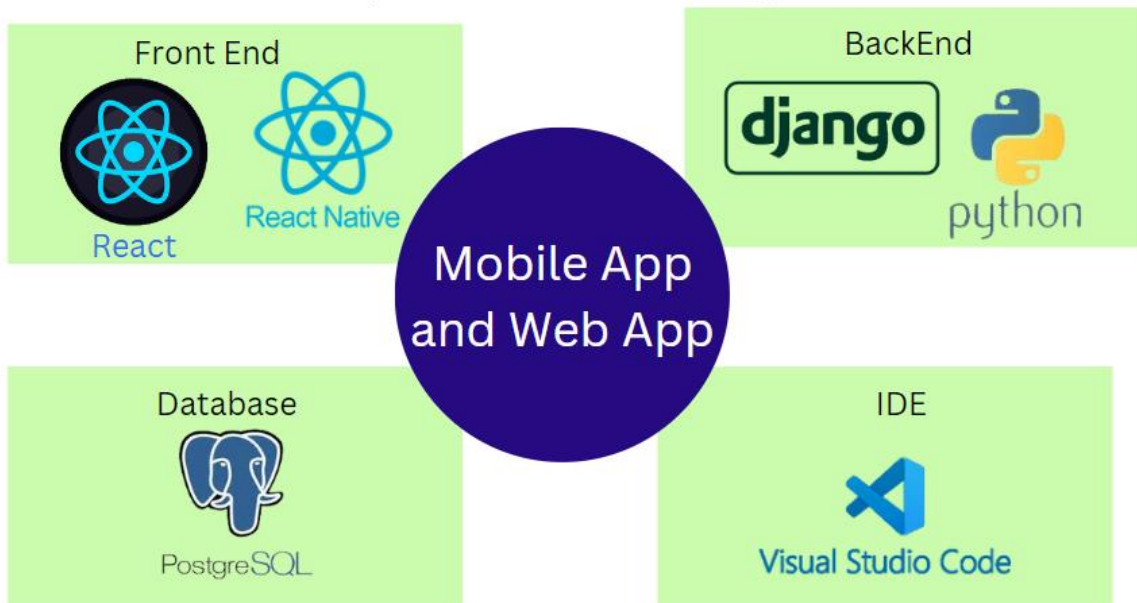 Front End
React
React Native
BackEnd
django
python
Mobile App
and Web App
Database
PostgreSQL
IDE
Visual Studio Code